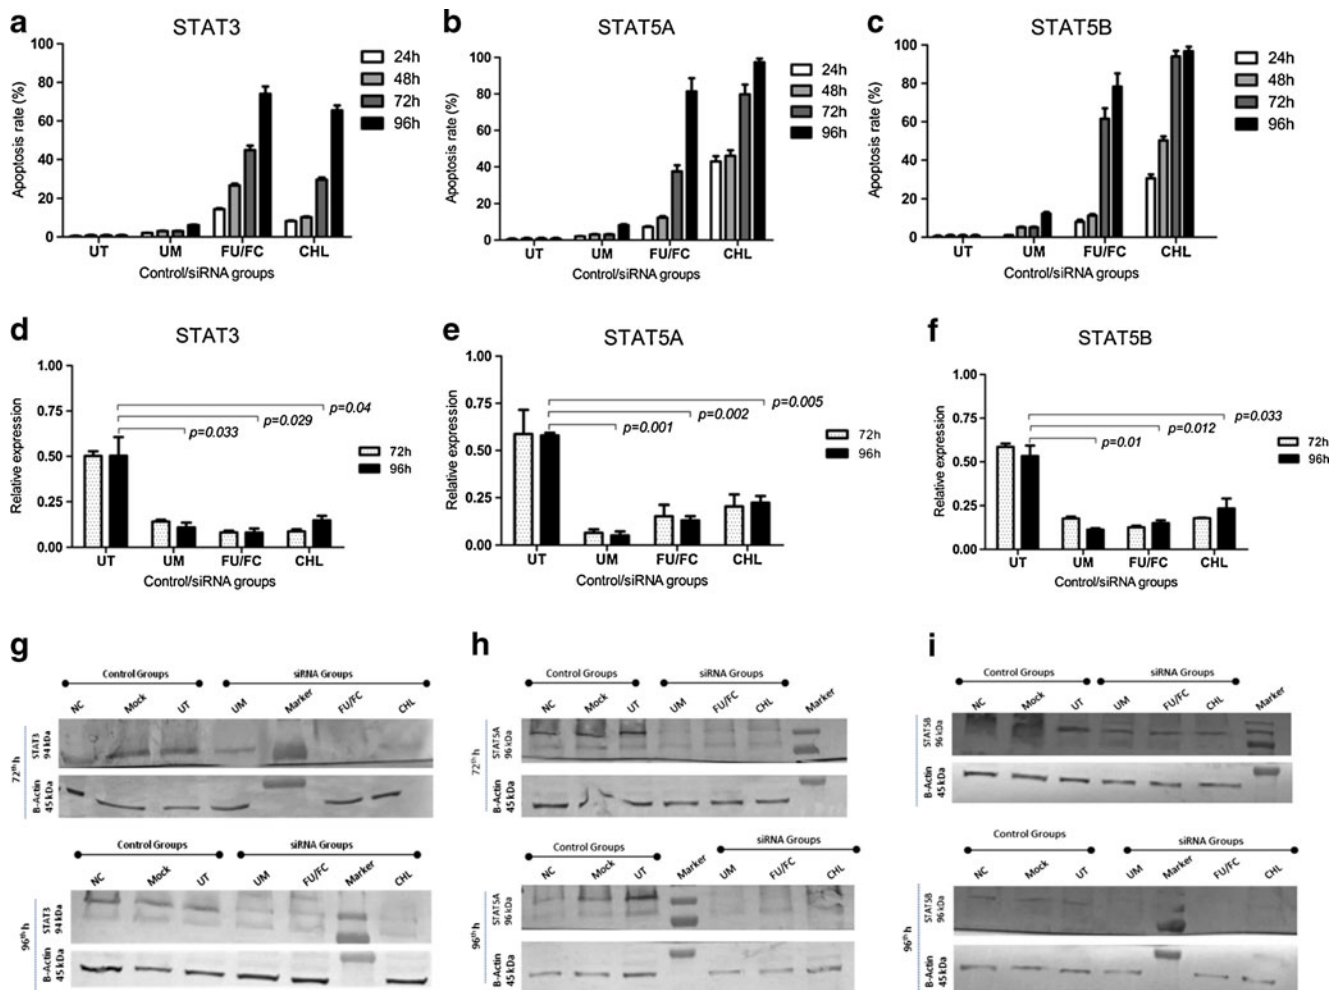 a
STAT3
100
80
60
40
20
0
Apoptosis rate (%)
UT
UM
FU/FC
CHL
Control/siRNA groups
24h
48h
72h
96h
b
STAT5A
100
80
60
40
20
0
Apoptosis rate (%)
UT
UM
FU/FC
CHL
Control/siRNA groups
24h
48h
72h
96h
c
STAT5B
100
80
60
40
20
0
Apoptosis rate (%)
UT
UM
FU/FC
CHL
Control/siRNA groups
24h
48h
72h
96h
d
STAT3
1.00
0.75
0.50
0.25
0.00
Relative expression
p=0.04
p=0.029
p=0.033
UT
UM
FU/FC
CHL
Control/siRNA groups
72h
96h
e
STAT5A
1.00
0.75
0.50
0.25
0.00
Relative expression
p=0.005
p=0.002
p=0.001
UT
UM
FU/FC
CHL
Control/siRNA groups
72h
96h
f
STAT5B
1.00
0.75
0.50
0.25
0.00
Relative expression
p=0.033
p=0.012
p=0.01
UT
UM
FU/FC
CHL
Control/siRNA groups
72h
96h
g
Control Groups
siRNA Groups
NC
Mock
UT
UM
Marker
FU/FC
CHL
72th h
STAT3
94 kDa
B-Actin
45 kDa
Control Groups
siRNA Groups
NC
Mock
UT
UM
FU/FC
Marker
CHL
96th h
STAT3
94 kDa
B-Actin
45 kDa
h
Control Groups
siRNA Groups
NC
Mock
UT
UM
FU/FC
CHL
Marker
72th h
STAT5A
96 kDa
B-Actin
45 kDa
Control Groups
siRNA Groups
NC
Mock
UT
Marker
UM
FU/FC
CHL
96th h
STAT5A
96 kDa
B-Actin
45 kDa
i
Control Groups
siRNA Groups
NC
Mock
UT
UM
FU/FC
CHL
Marker
72th h
STAT5B
96 kDa
B-Actin
45 kDa
Control Groups
siRNA Groups
NC
Mock
UT
UM
Marker
FU/FC
CHL
96th h
STAT5B
96 kDa
B-Actin
45 kDa